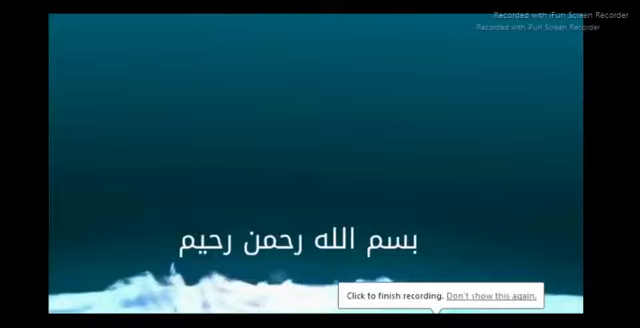 Recorded with iFun Screen Recorder
Recorded with iFun Screen Recorder
بسم الله رحمن رحيم
Click to finish recording. Don't show this again.